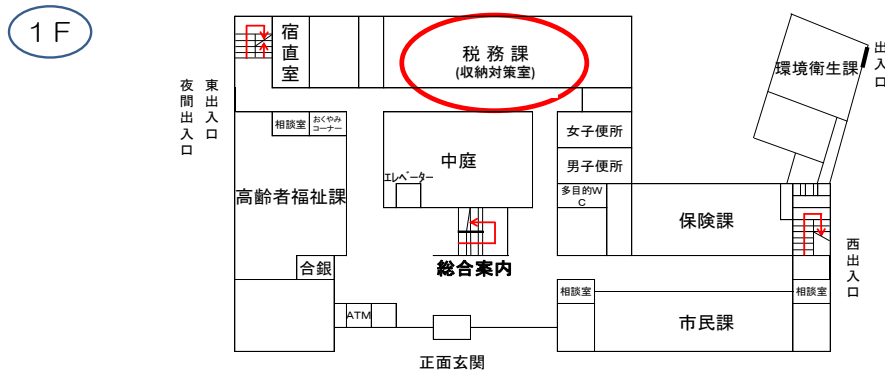 １Ｆ
宿直室
税務課
(収納対策室)
環境衛生課
出入口
東出入口
夜間出入口
相談室
おくやみ
コーナー
女子便所
中庭
男子便所
エレベーター
高齢者福祉課
多目的W
C
保険課
西出入口
合銀
総合案内
相談室
相談室
ATM
市民課
正面玄関